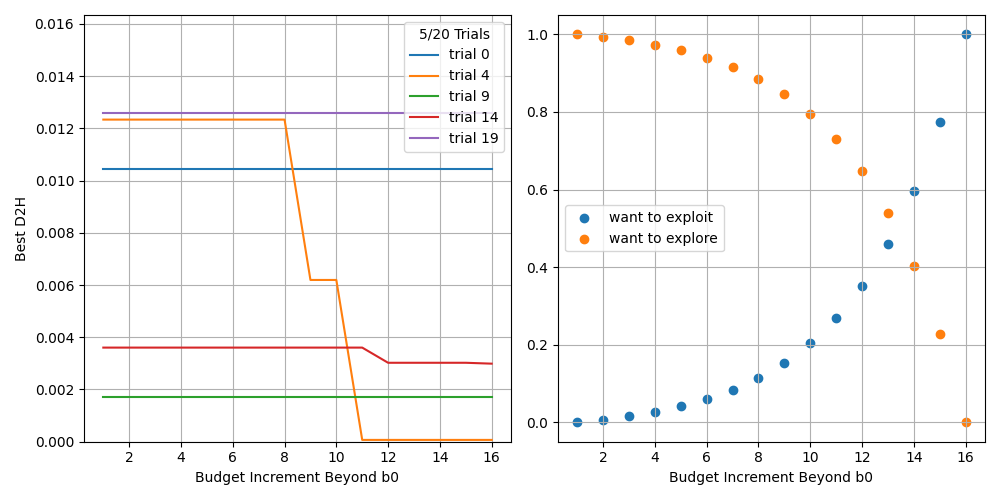 0.016
0.014
0.012
0.010
0.008
0.006
0.004
0.002
0.000
Best D2H
2 4 6 8 10 12 14 16
Budget Increment Beyond b0
5/20 Trials
trial 0
trial 4
trial 9
trial 14
trial 19
1.0
0.8
0.6
0.4
0.2
0.0
want to exploit
want to explore
2 4 6 8 10 12 14 16
Budget Increment Beyond b0